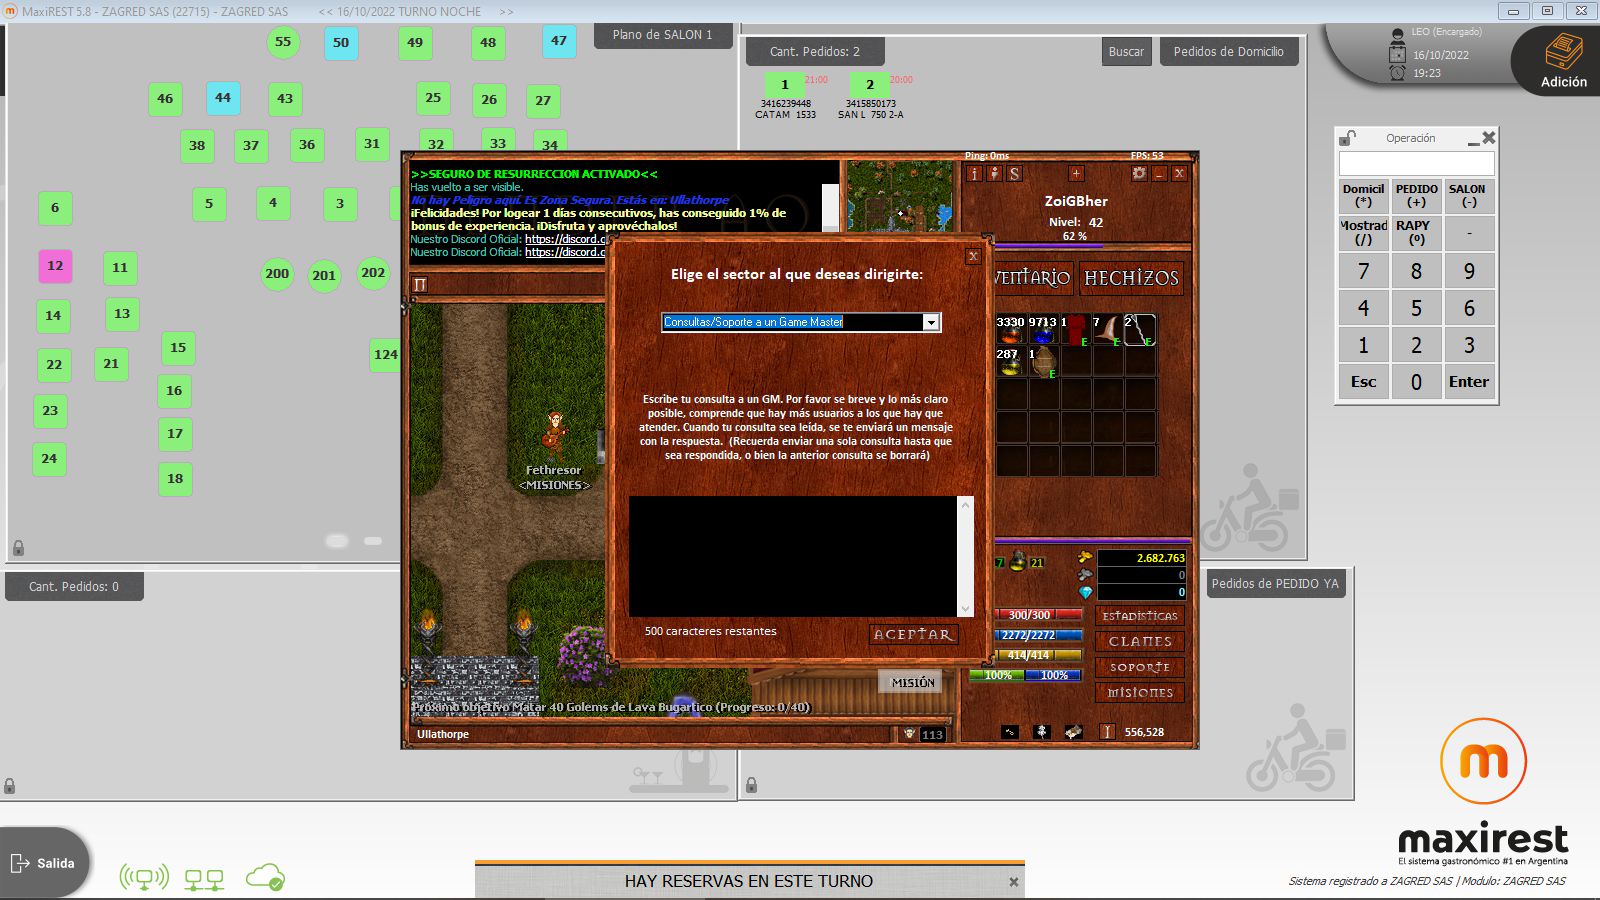 MaxiREST 5.8 - ZAGRED SAS (22715) - ZAGRED SAS << 16/10/2022 TURNO NOCHE >>
55
50
49
48
47
Plano de SALON 1
46
44
43
25
26
27
38
37
36
31
32
33
34
6
5
4
3
12
11
200
201
202
14
13
15
124
22
21
16
23
17
24
18
Cant. Pedidos: 2
Buscar
Pedidos de Domicilio
1
21:00
2
20:00
3416239448
3415850173
CATAM 1533
SAN L 750 2-A
LEO (Encargado)
16/10/2022
19:23
Adición
Operación
Domicil (*)
PEDIDO (+)
SALON (-)
Mostrad (/)
RAPY (º)
-
7
8
9
4
5
6
1
2
3
Esc
0
Enter
>>SEGURO DE RESURRECCION ACTIVADO<<
Has vuelto a ser visible.
No hay Peligro aquí. Es Zona Segura. Estás en: Ullathorpe
¡Felicidades! Por logear 1 días consecutivos, has conseguido 1% de
bonus de experiencia. ¡Disfruta y aprovéchalos!
Nuestro Discord Oficial: https://discord.c
Nuestro Discord Oficial: https://discord.c
Ping: 0ms
FPS: 53
ZoiGBher
Nivel: 42
62 %
VENTARIO
HECHIZOS
3330
9713
1
7
2
E
E
E
287
1
E
Elige el sector al que deseas dirigirte:
X
Consultas/Soporte a un Game Master
Escribe tu consulta a un GM. Por favor se breve y lo más claro
posible, comprende que hay más usuarios a los que hay que
atender. Cuando tu consulta sea leída, se te enviará un mensaje
con la respuesta. (Recuerda enviar una sola consulta hasta que
sea respondida, o bien la anterior consulta se borrará)
500 caracteres restantes
ACEPTAR
Fethresor
<MISIONES>
MISIÓN
Próximo objetivo Matar 40 Golems de Lava Bugartico (Progreso: 0/40)
Ullathorpe
113
21
2.682.763
0
0
300/300
2272/2272
414/414
100%
100%
ESTADISTICAS
CLANES
SOPORTE
MISIONES
556,528
Cant. Pedidos: 0
Pedidos de PEDIDO YA
Salida
HAY RESERVAS EN ESTE TURNO
m
maxirest
El sistema gastronómico #1 en Argentina
Sistema registrado a ZAGRED SAS | Modulo: ZAGRED SAS